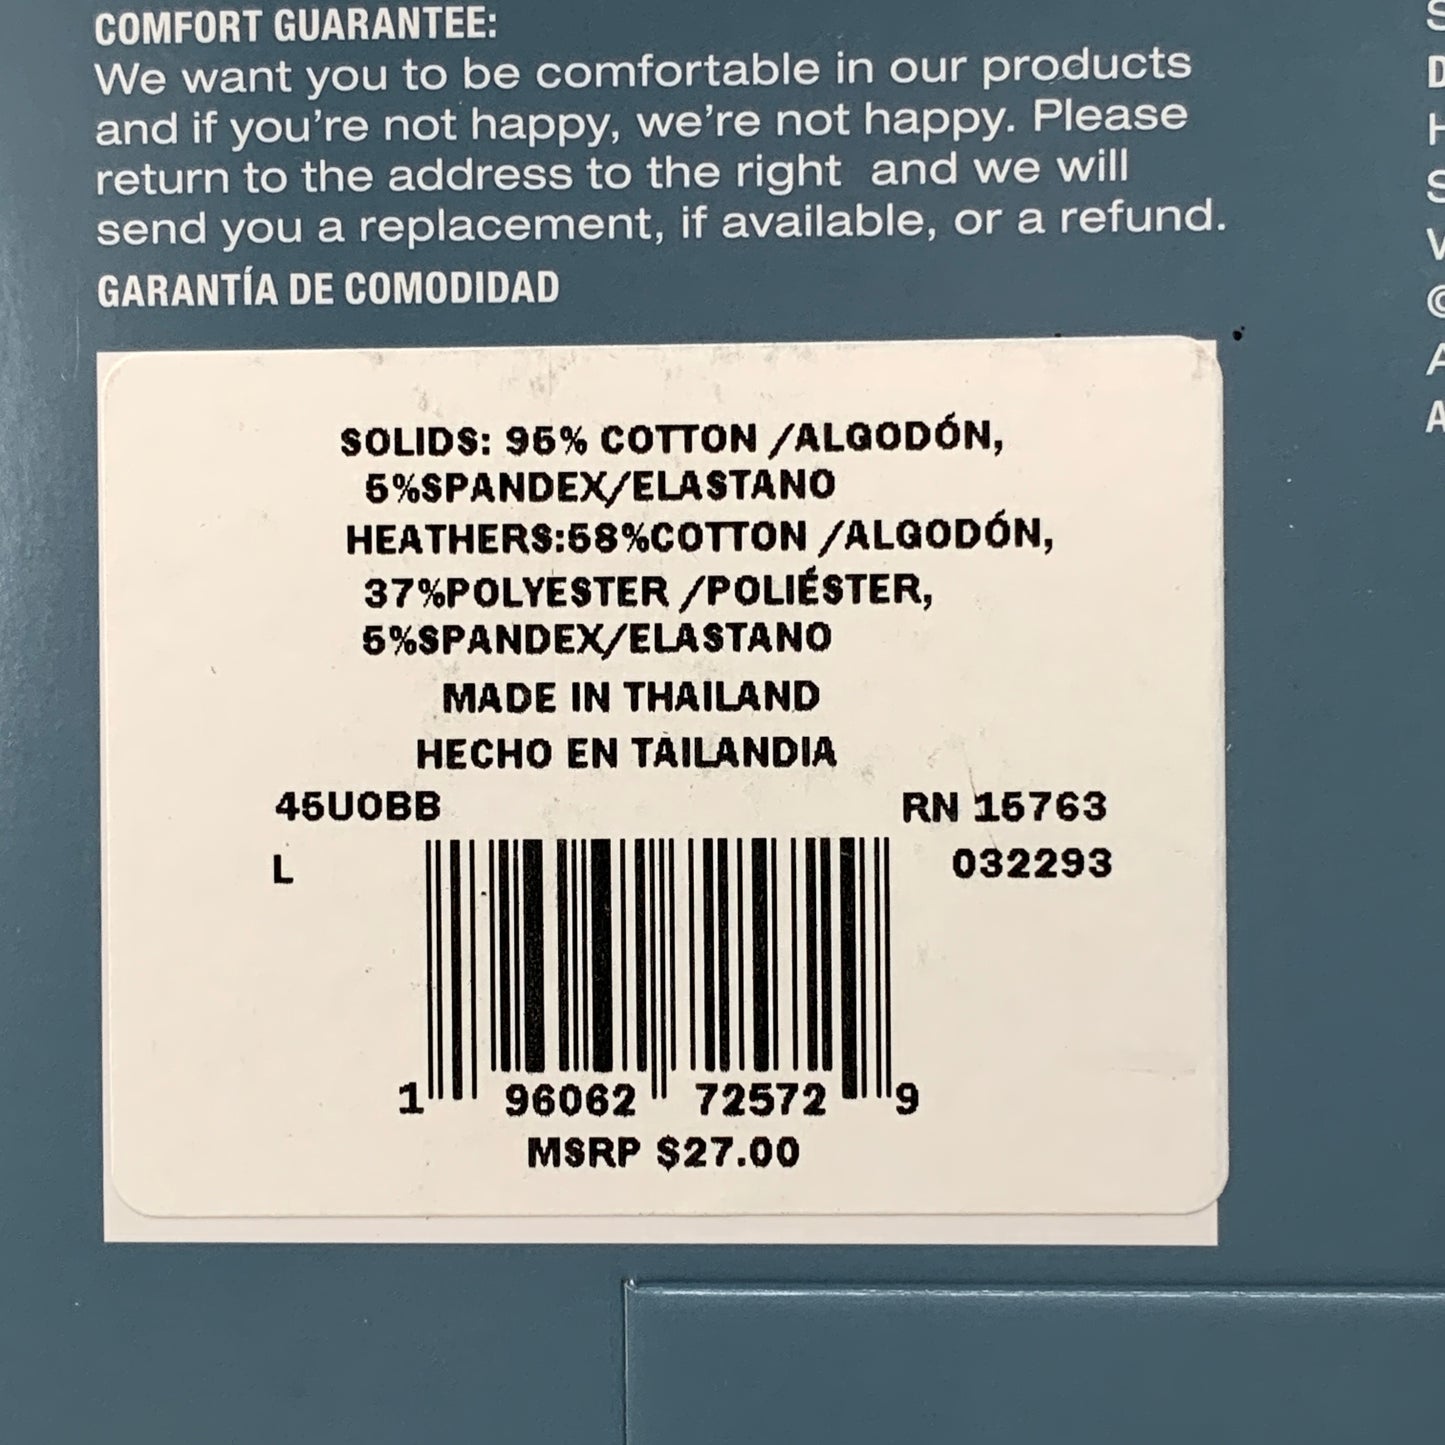 COMFORT GUARANTEE:
We want you to be comfortable in our products
and if you're not happy, we're not happy. Please
return to the address to the right and we will
send you a replacement, if available, or a refund.
GARANTÍA DE COMODIDAD
SOLIDS: 95% COTTON /ALGODÓN,
5%SPANDEX/ELASTANO
HEATHERS:58%COTTON /ALGODÓN,
37%POLYESTER /POLIÉSTER,
5%SPANDEX/ELASTANO
MADE IN THAILAND
HECHO EN TAILANDIA
45UOBB
RN 15763
L
032293
1 96062 72572 9
MSRP $27.00